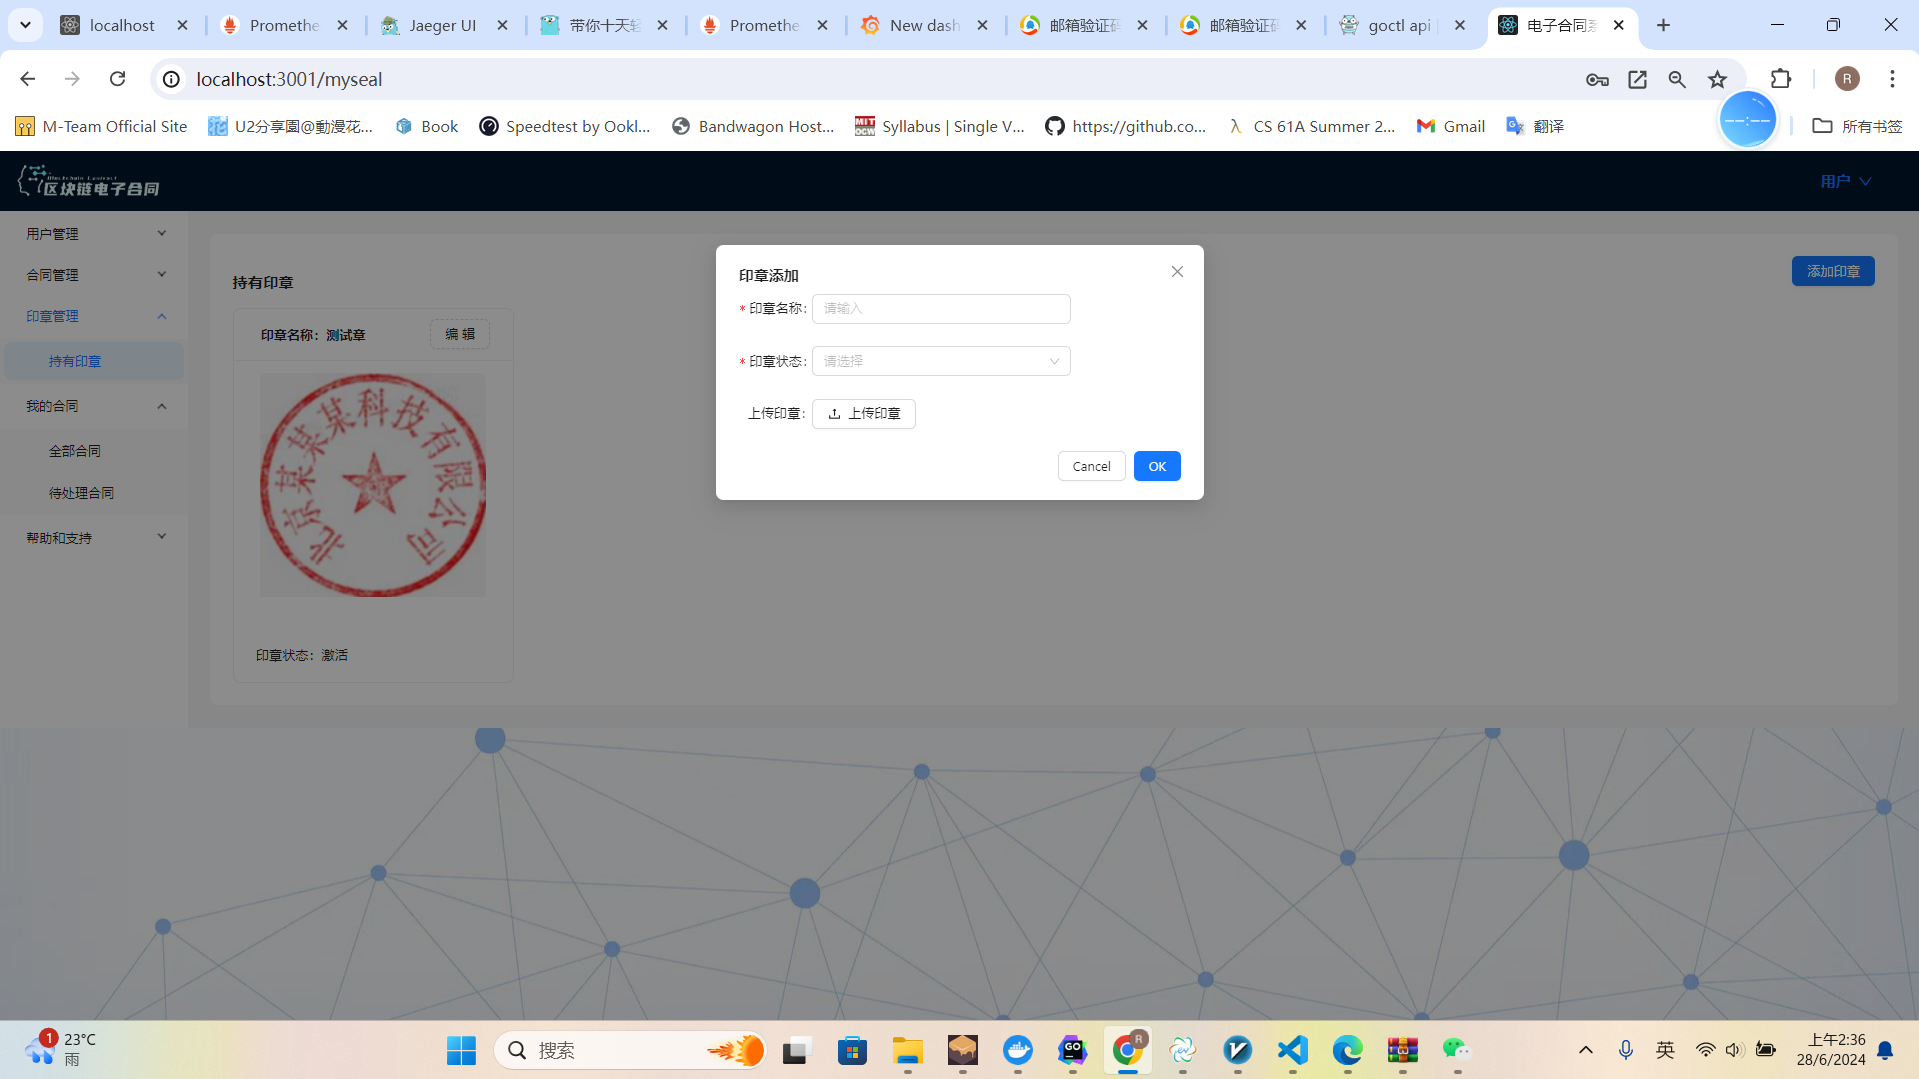 localhost
Promethe
Jaeger UI
带你十天轻
Promethe
New dash
邮箱验证码
邮箱验证码
goctl api
电子合同系
localhost:3001/myseal
R
M-Team Official Site
U2分享園@動漫花...
Book
Speedtest by Ookl...
Bandwagon Host...
Syllabus | Single V...
https://github.co...
CS 61A Summer 2...
Gmail
翻译
所有书签
--:--
Blockchain Contract
区块链电子合同
用户
用户管理
合同管理
印章管理
持有印章
我的合同
全部合同
待处理合同
帮助和支持
持有印章
添加印章
印章名称：测试章
编 辑
北京某某某科技有限公司
印章状态：激活
印章添加
* 印章名称：
请输入
* 印章状态：
请选择
上传印章：
上传印章
Cancel
OK
1
23°C
雨
搜索
GO
R
英
上午2:36
28/6/2024